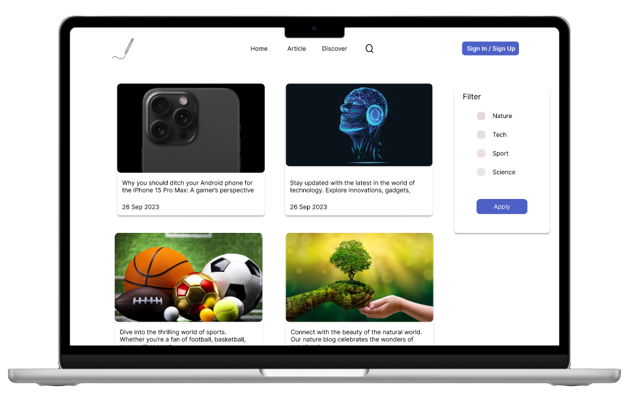 Home Article Discover
Sign In / Sign Up
Why you should ditch your Android phone for
the iPhone 15 Pro Max: A gamer's perspective
26 Sep 2023
Stay updated with the latest in the world of
technology. Explore innovations, gadgets,
26 Sep 2023
Filter
Nature
Tech
Sport
Science
Apply
Dive into the thrilling world of sports.
Whether you're a fan of football, basketball,
Connect with the beauty of the natural world.
Our nature blog celebrates the wonders of